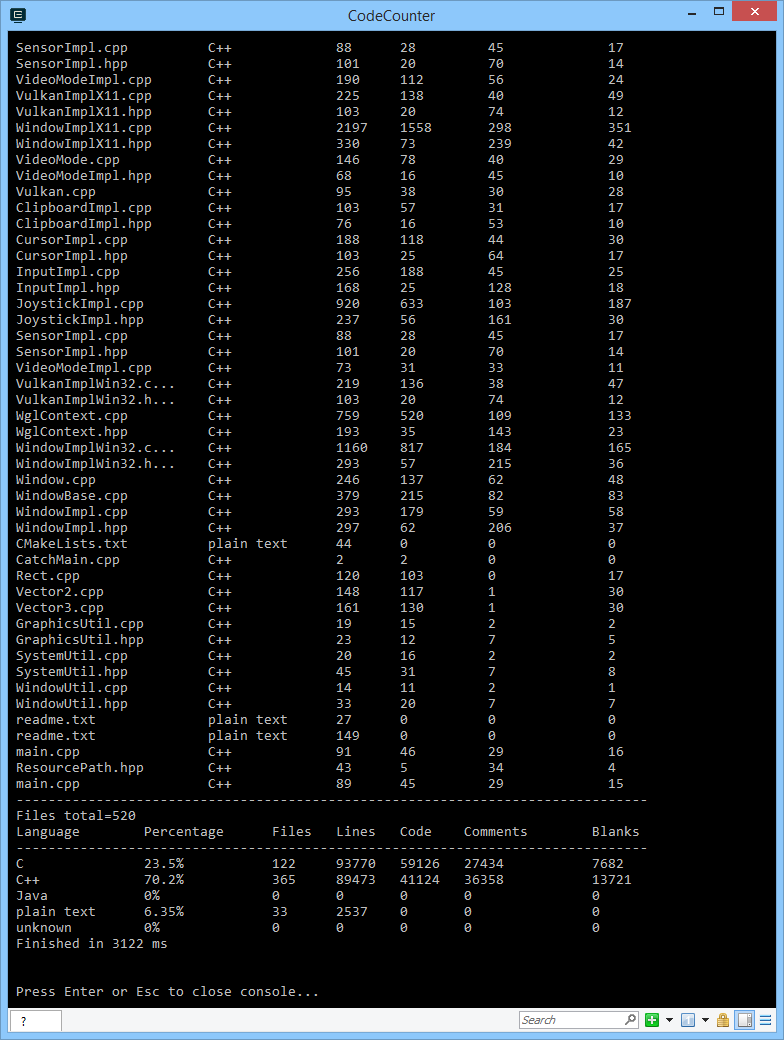 CodeCounter
SensorImpl.cpp C++ 88 28 45 17
SensorImpl.hpp C++ 101 20 70 14
VideoModeImpl.cpp C++ 190 112 56 24
VulkanImplX11.cpp C++ 225 138 40 49
VulkanImplX11.hpp C++ 103 20 74 12
WindowImplX11.cpp C++ 2197 1558 298 351
WindowImplX11.hpp C++ 330 73 239 42
VideoMode.cpp C++ 146 78 40 29
VideoModeImpl.hpp C++ 68 16 45 10
Vulkan.cpp C++ 95 38 30 28
ClipboardImpl.cpp C++ 103 57 31 17
ClipboardImpl.hpp C++ 76 16 53 10
CursorImpl.cpp C++ 188 118 44 30
CursorImpl.hpp C++ 103 25 64 17
InputImpl.cpp C++ 256 188 45 25
InputImpl.hpp C++ 168 25 128 18
JoystickImpl.cpp C++ 920 633 103 187
JoystickImpl.hpp C++ 237 56 161 30
SensorImpl.cpp C++ 88 28 45 17
SensorImpl.hpp C++ 101 20 70 14
VideoModeImpl.cpp C++ 73 31 33 11
VulkanImplWin32.c... C++ 219 136 38 47
VulkanImplWin32.h... C++ 103 20 74 12
WglContext.cpp C++ 759 520 109 133
WglContext.hpp C++ 193 35 143 23
WindowImplWin32.c... C++ 1160 817 184 165
WindowImplWin32.h... C++ 293 57 215 36
Window.cpp C++ 246 137 62 48
WindowBase.cpp C++ 379 215 82 83
WindowImpl.cpp C++ 293 179 59 58
WindowImpl.hpp C++ 297 62 206 37
CMakeLists.txt plain text 44 0 0 0
CatchMain.cpp C++ 2 2 0 0
Rect.cpp C++ 120 103 0 17
Vector2.cpp C++ 148 117 1 30
Vector3.cpp C++ 161 130 1 30
GraphicsUtil.cpp C++ 19 15 2 2
GraphicsUtil.hpp C++ 23 12 7 5
SystemUtil.cpp C++ 20 16 2 2
SystemUtil.hpp C++ 45 31 7 8
WindowUtil.cpp C++ 14 11 2 1
WindowUtil.hpp C++ 33 20 7 7
readme.txt plain text 27 0 0 0
readme.txt plain text 149 0 0 0
main.cpp C++ 91 46 29 16
ResourcePath.hpp C++ 43 5 34 4
main.cpp C++ 89 45 29 15
-------------------------------------------------------------------------------
Files total=520
Language Percentage Files Lines Code Comments Blanks
-------------------------------------------------------------------------------
C 23.5% 122 93770 59126 27434 7682
C++ 70.2% 365 89473 41124 36358 13721
Java 0% 0 0 0 0 0
plain text 6.35% 33 2537 0 0 0
unknown 0% 0 0 0 0 0
Finished in 3122 ms
Press Enter or Esc to close console...
?
Search